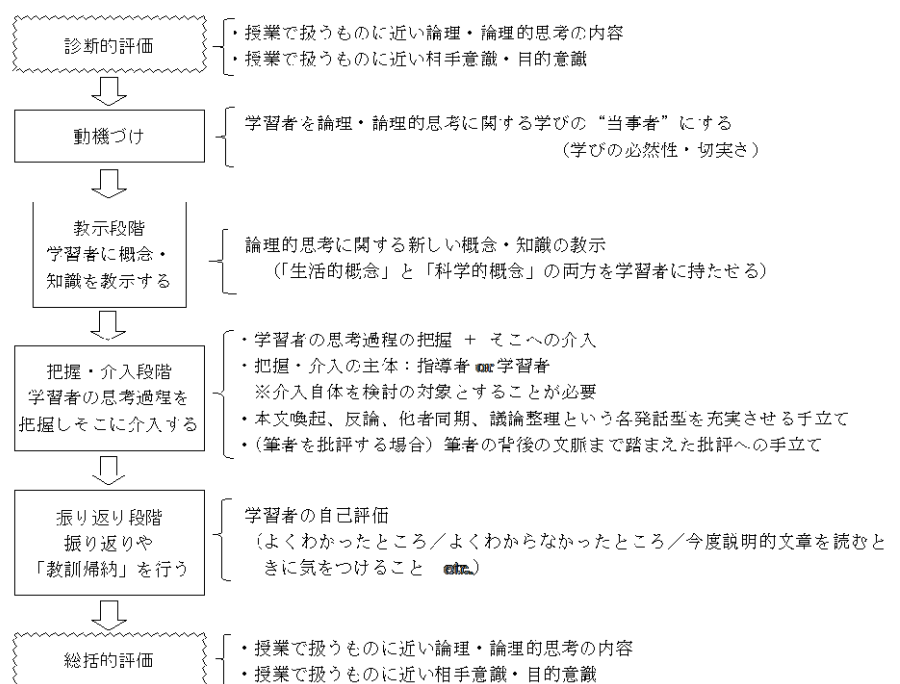 診断的評価
・授業で扱うものに近い論理・論理的思考の内容
・授業で扱うものに近い相手意識・目的意識
動機づけ
学習者を論理・論理的思考に関する学びの“当事者”にする
（学びの必然性・切実さ）
教示段階
学習者に概念・
知識を教示する
論理的思考に関する新しい概念・知識の教示
（「生活的概念」と「科学的概念」の両方を学習者に持たせる）
把握・介入段階
学習者の思考過程を
把握しそこに介入する
・学習者の思考過程の把握 ＋ そこへの介入
・把握・介入の主体：指導者 or 学習者
※介入自体を検討の対象とすることが必要
・本文喚起、反論、他者同期、議論整理という各発話型を充実させる手立て
・（筆者を批評する場合）筆者の背後の文脈まで踏まえた批評への手立て
振り返り段階
振り返りや
「教訓帰納」を行う
学習者の自己評価
（よくわかったところ／よくわからなかったところ／今度説明的文章を読むと
きに気をつけること etc.）
総括的評価
・授業で扱うものに近い論理・論理的思考の内容
・授業で扱うものに近い相手意識・目的意識